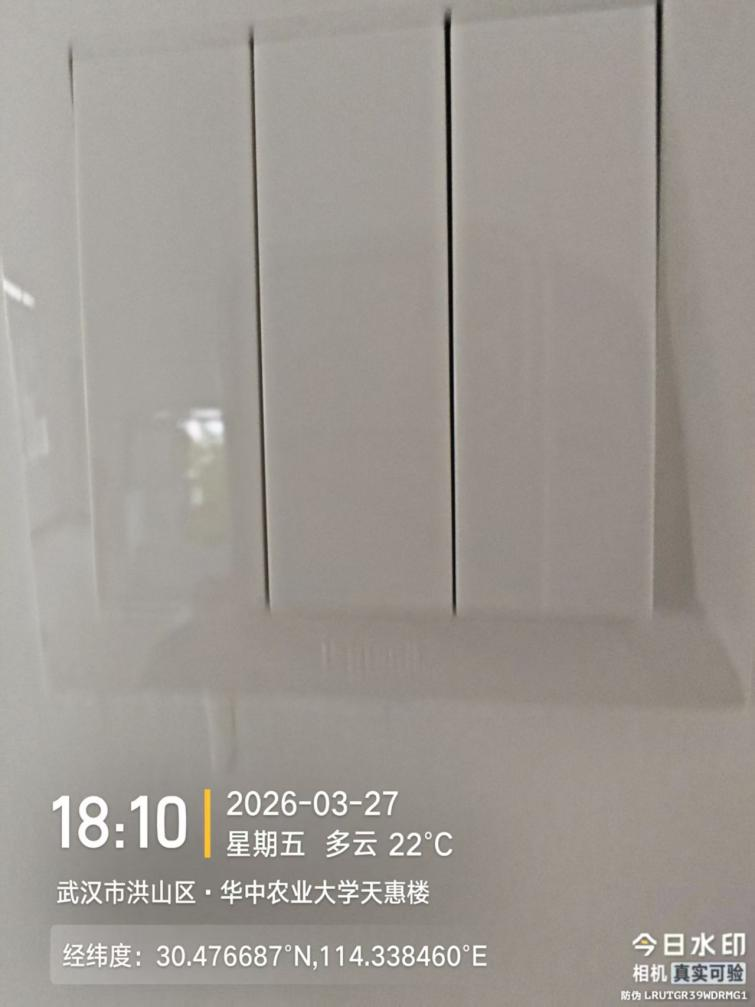 18:10
2026-03-27
星期五 多云 22°C
武汉市洪山区·华中农业大学天惠楼
经纬度：30.476687°N,114.338460°E
今日水印
相机 真实可验
防伪 LRUTGR39WDRMG1